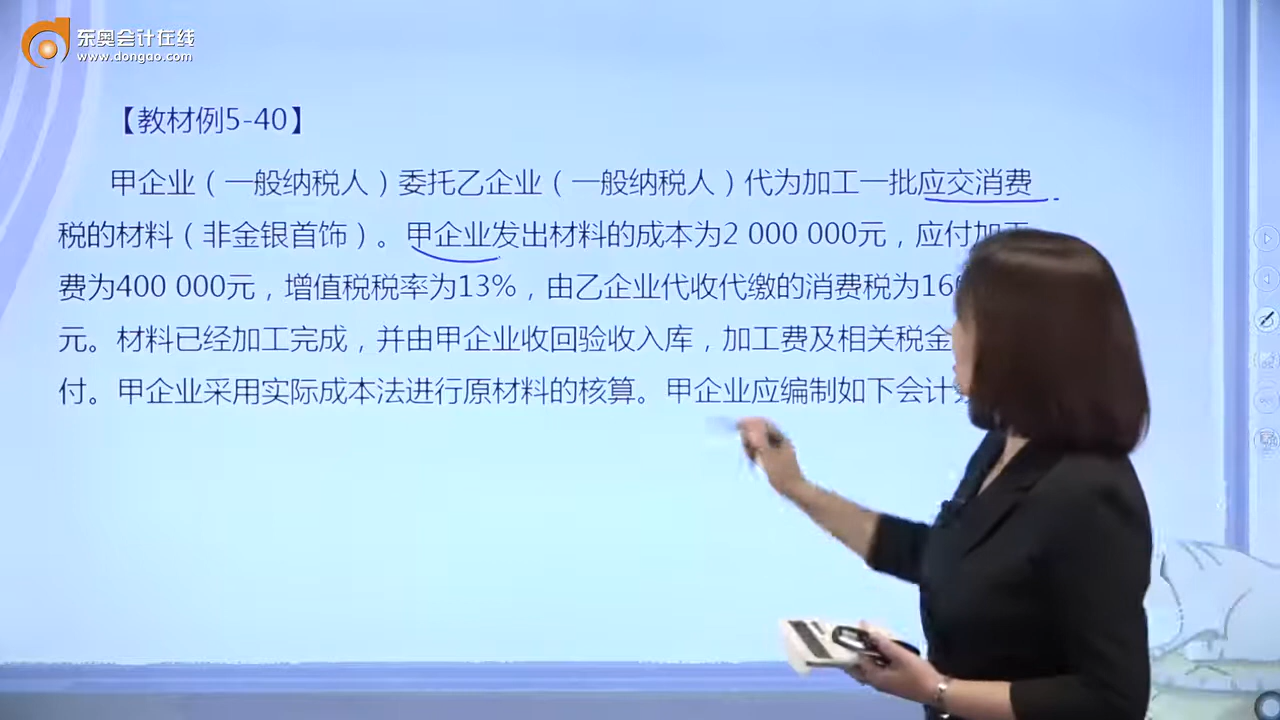 东奥会计在线
www.dongao.com
【教材例5-40】
甲企业（一般纳税人）委托乙企业（一般纳税人）代为加工一批应交消费
税的材料（非金银首饰）。甲企业发出材料的成本为2 000 000元，应付加工
费为400 000元，增值税税率为13%，由乙企业代收代缴的消费税为16
元。材料已经加工完成，并由甲企业收回验收入库，加工费及相关税金
付。甲企业采用实际成本法进行原材料的核算。甲企业应编制如下会计